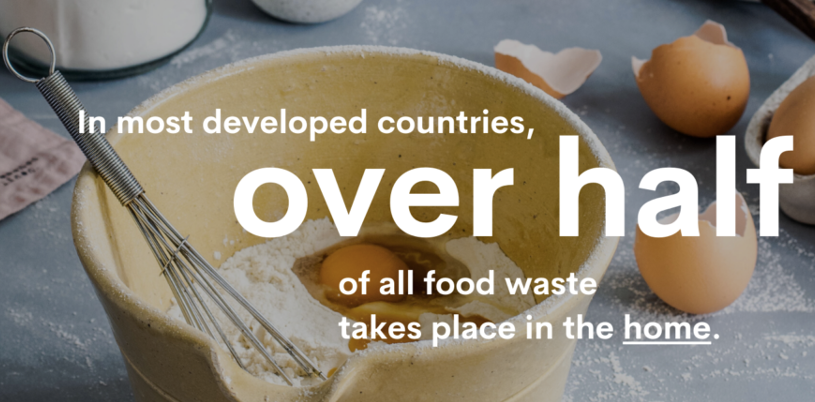 In most developed countries,
over half
of all food waste
takes place in the home.